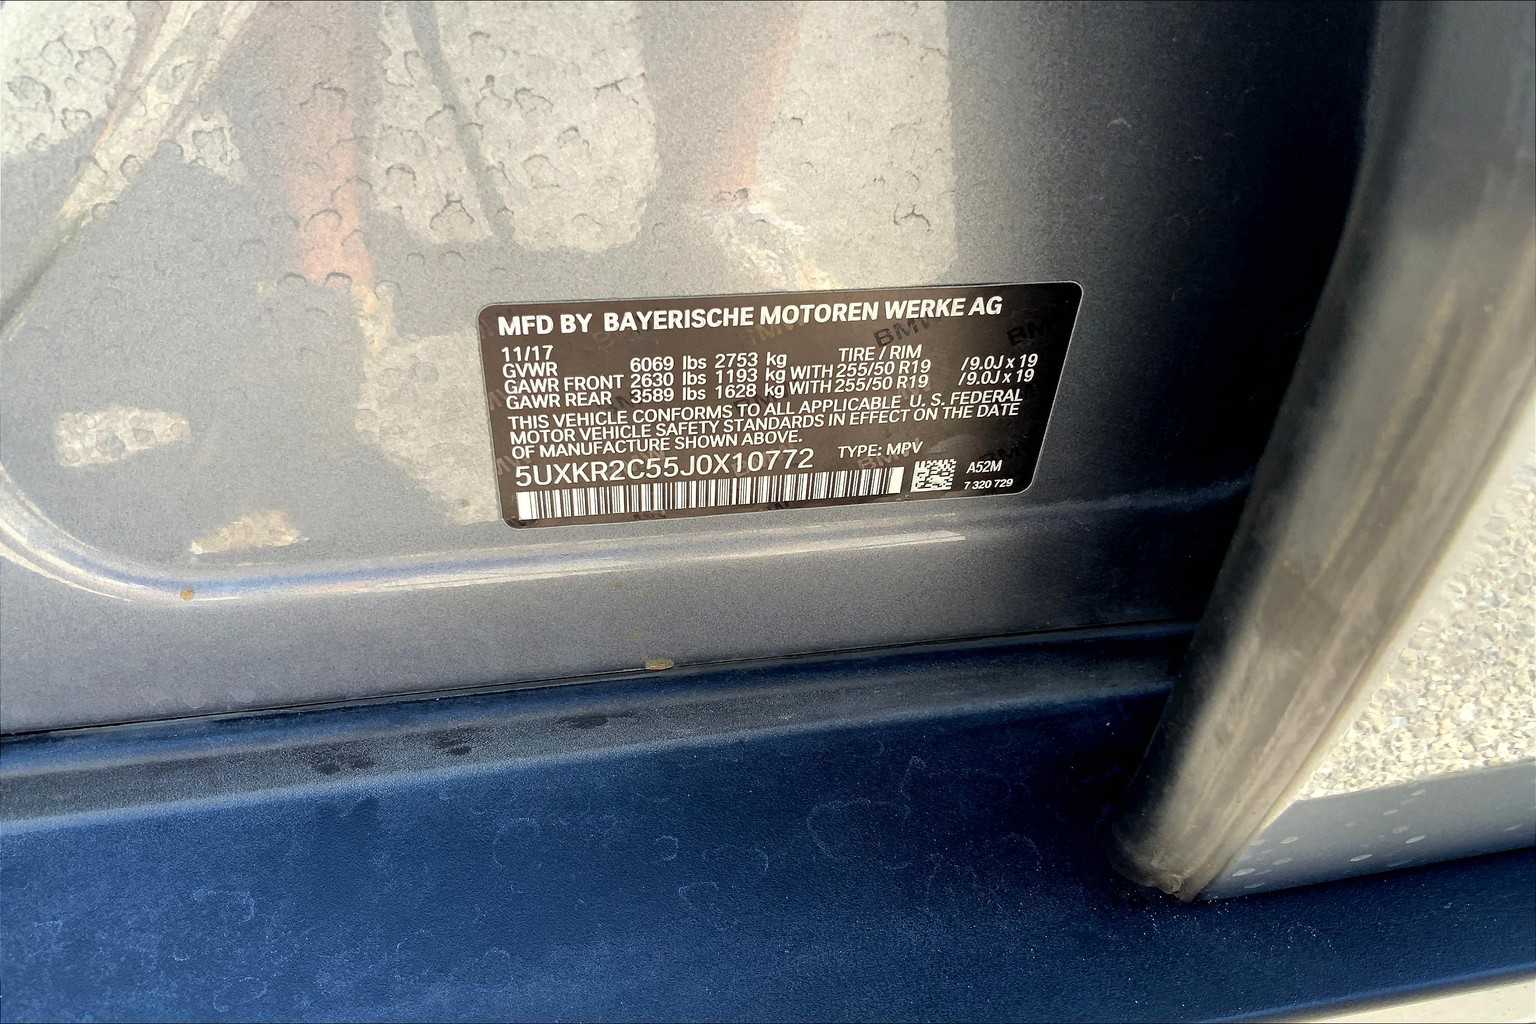 MFD BY BAYERISCHE MOTOREN WERKE AG
11/17 TIRE / RIM
GVWR 6069 lbs 2753 kg
GAWR FRONT 2630 lbs 1193 kg WITH 255/50 R19 /9.0J x 19
GAWR REAR 3589 lbs 1628 kg WITH 255/50 R19 /9.0J x 19
THIS VEHICLE CONFORMS TO ALL APPLICABLE U. S. FEDERAL
MOTOR VEHICLE SAFETY STANDARDS IN EFFECT ON THE DATE
OF MANUFACTURE SHOWN ABOVE.
5UXKR2C55J0X10772 TYPE: MPV
A52M
7 320 729